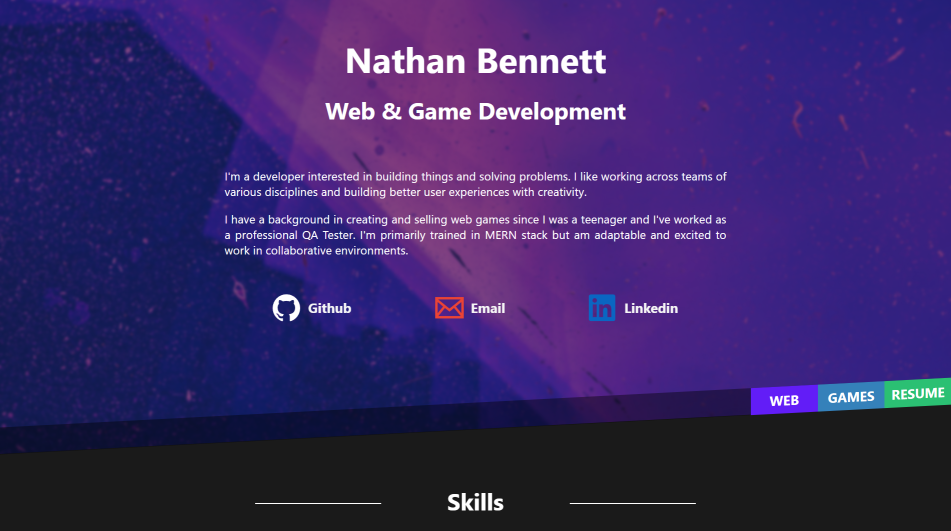 Nathan Bennett
Web & Game Development
I'm a developer interested in building things and solving problems. I like working across teams of
various disciplines and building better user experiences with creativity.
I have a background in creating and selling web games since I was a teenager and I've worked as
a professional QA Tester. I'm primarily trained in MERN stack but am adaptable and excited to
work in collaborative environments.
Github
Email
Linkedin
WEB
GAMES
RESUME
Skills